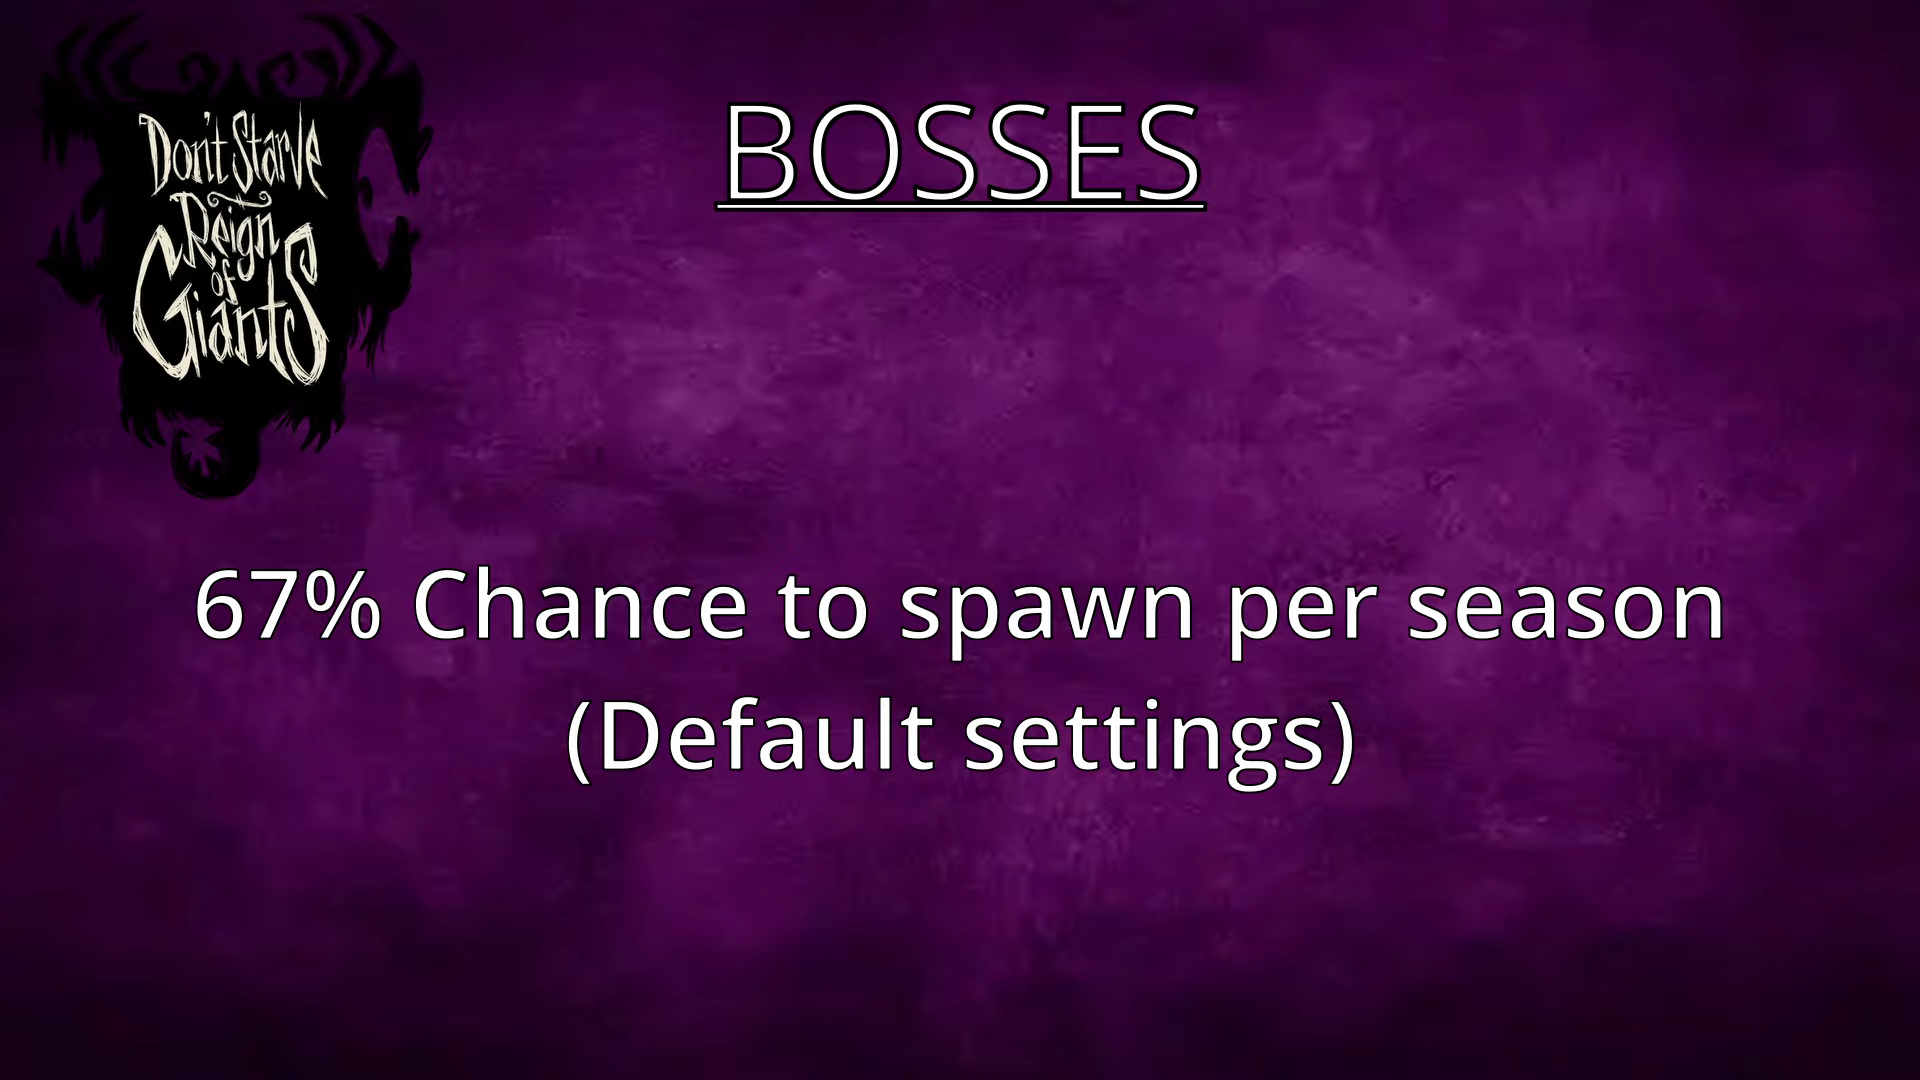 Don't Starve
Reign
of
Giants
BOSSES
67% Chance to spawn per season
(Default settings)